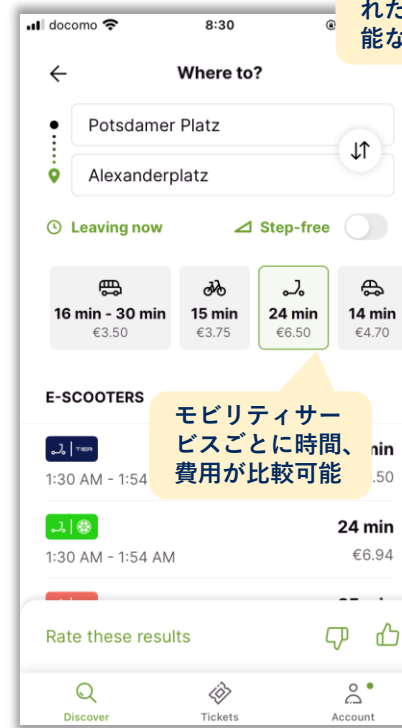 docomo 8:30
れた
能な
Where to?
Potsdamer Platz
Alexanderplatz
Leaving now Step-free
16 min - 30 min 15 min 24 min 14 min
€3.50 €3.75 €6.50 €4.70
E-SCOOTERS
モビリティサー
ビスごとに時間、
費用が比較可能
TIER min
1:30 AM - 1:54 .50
24 min
1:30 AM - 1:54 AM €6.94
Rate these results
Discover Tickets Account